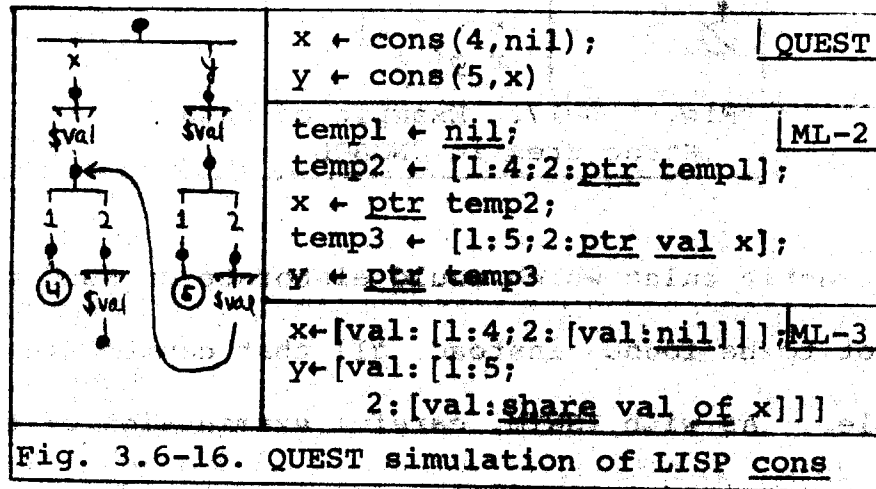 x y
$val $val
1 2 1 2
4 $val 5 $val
x ← cons(4,nil); QUEST
y ← cons(5,x)
temp1 ← nil; ML-2
temp2 ← [1:4;2:ptr temp1];
x ← ptr temp2;
temp3 ← [1:5;2:ptr val x];
y ← ptr temp3
x←[val:[1:4;2:[val:nil]]]; ML-3
y←[val:[1:5;
2:[val:share val of x]]]
Fig. 3.6-16. QUEST simulation of LISP cons